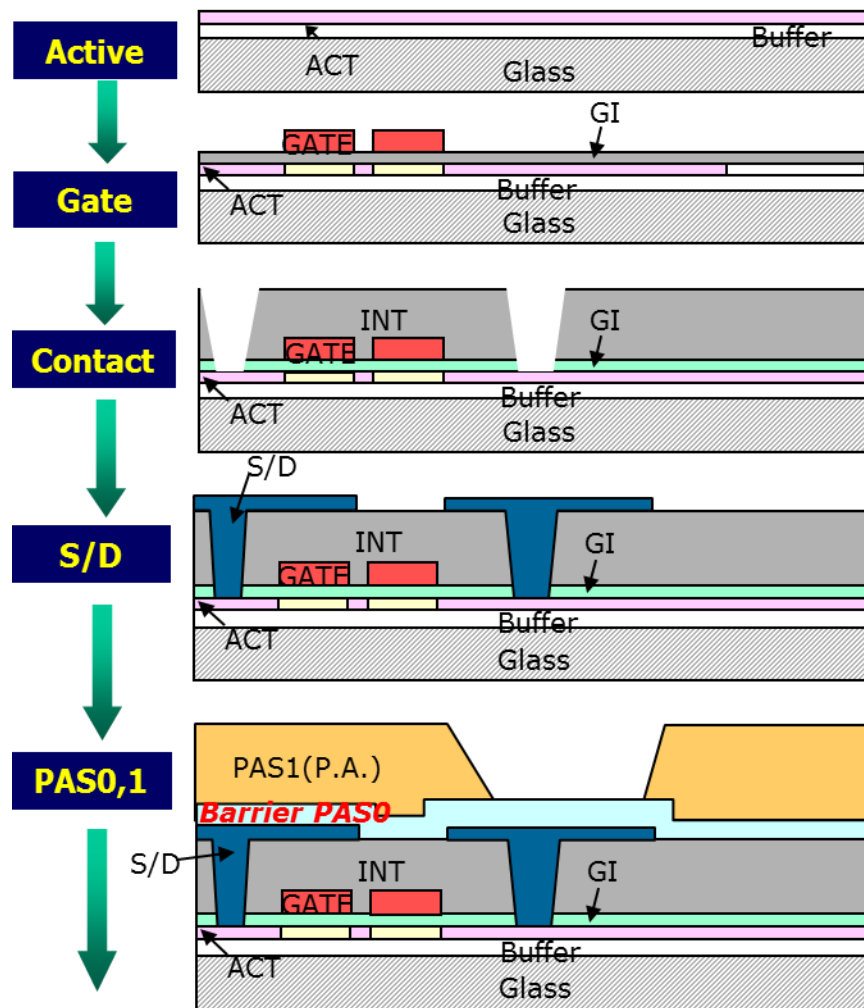 Active
ACT
Buffer
Glass
Gate
GATE
GI
ACT
Buffer
Glass
Contact
INT
GI
GATE
ACT
Buffer
Glass
S/D
S/D
INT
GI
GATE
ACT
Buffer
Glass
PAS0,1
PAS1(P.A.)
Barrier PAS0
S/D
INT
GI
GATE
ACT
Buffer
Glass